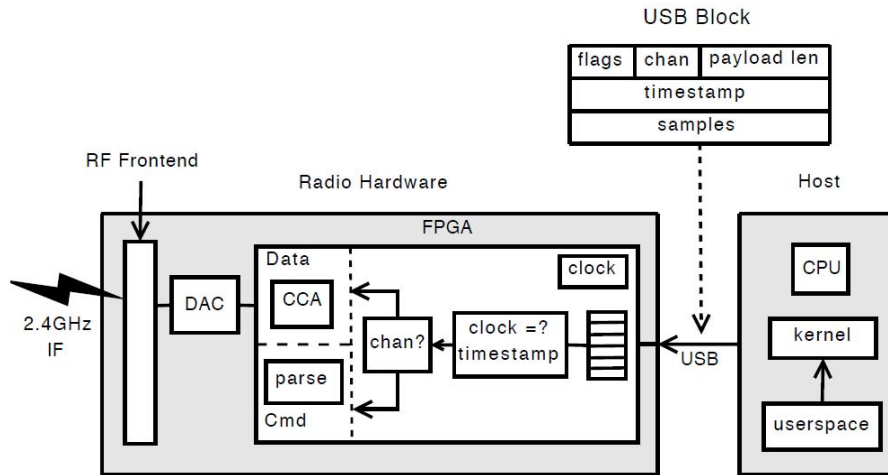 USB Block
flags chan payload len
timestamp
samples
RF Frontend
Radio Hardware
Host
FPGA
Data
clock
CPU
CCA
DAC
2.4GHz
IF
chan?
clock =?
timestamp
USB
kernel
parse
Cmd
userspace